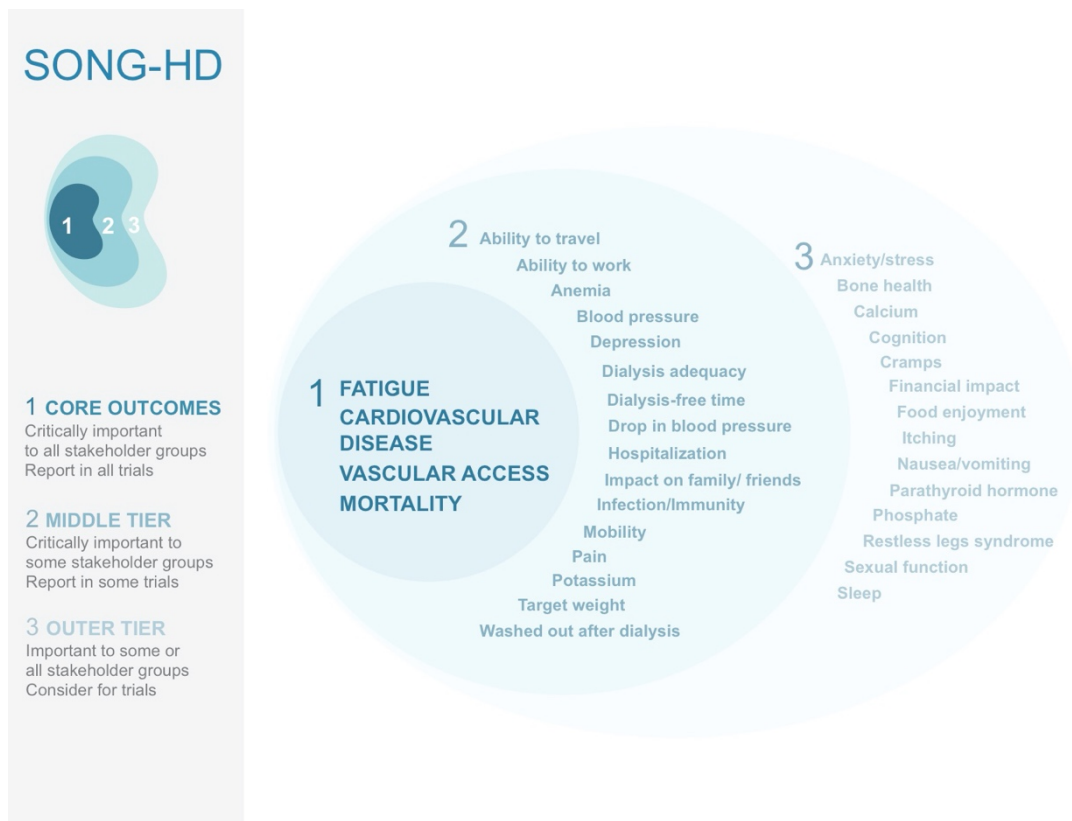 SONG-HD
1 2 3
1 CORE OUTCOMES
Critically important
to all stakeholder groups
Report in all trials
2 MIDDLE TIER
Critically important to
some stakeholder groups
Report in some trials
3 OUTER TIER
Important to some or
all stakeholder groups
Consider for trials
1 FATIGUE
CARDIOVASCULAR
DISEASE
VASCULAR ACCESS
MORTALITY
2 Ability to travel
Ability to work
Anemia
Blood pressure
Depression
Dialysis adequacy
Dialysis-free time
Drop in blood pressure
Hospitalization
Impact on family/ friends
Infection/Immunity
Mobility
Pain
Potassium
Target weight
Washed out after dialysis
3 Anxiety/stress
Bone health
Calcium
Cognition
Cramps
Financial impact
Food enjoyment
Itching
Nausea/vomiting
Parathyroid hormone
Phosphate
Restless legs syndrome
Sexual function
Sleep